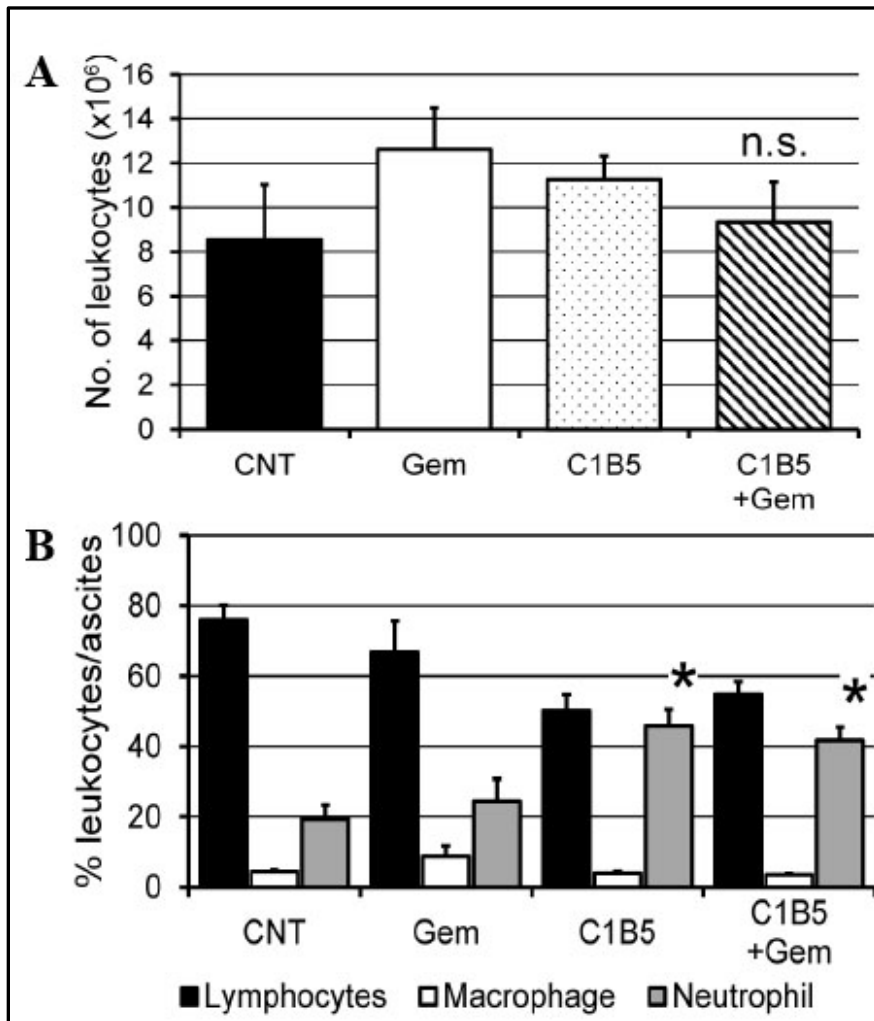 A
No. of leukocytes (x10⁶)
16
14
12
10
8
6
4
2
0
n.s.
CNT Gem C1B5 C1B5
+Gem
B
% leukocytes/ascites
100
80
60
40
20
0
* *
CNT Gem C1B5 C1B5
+Gem
Lymphocytes Macrophage Neutrophil